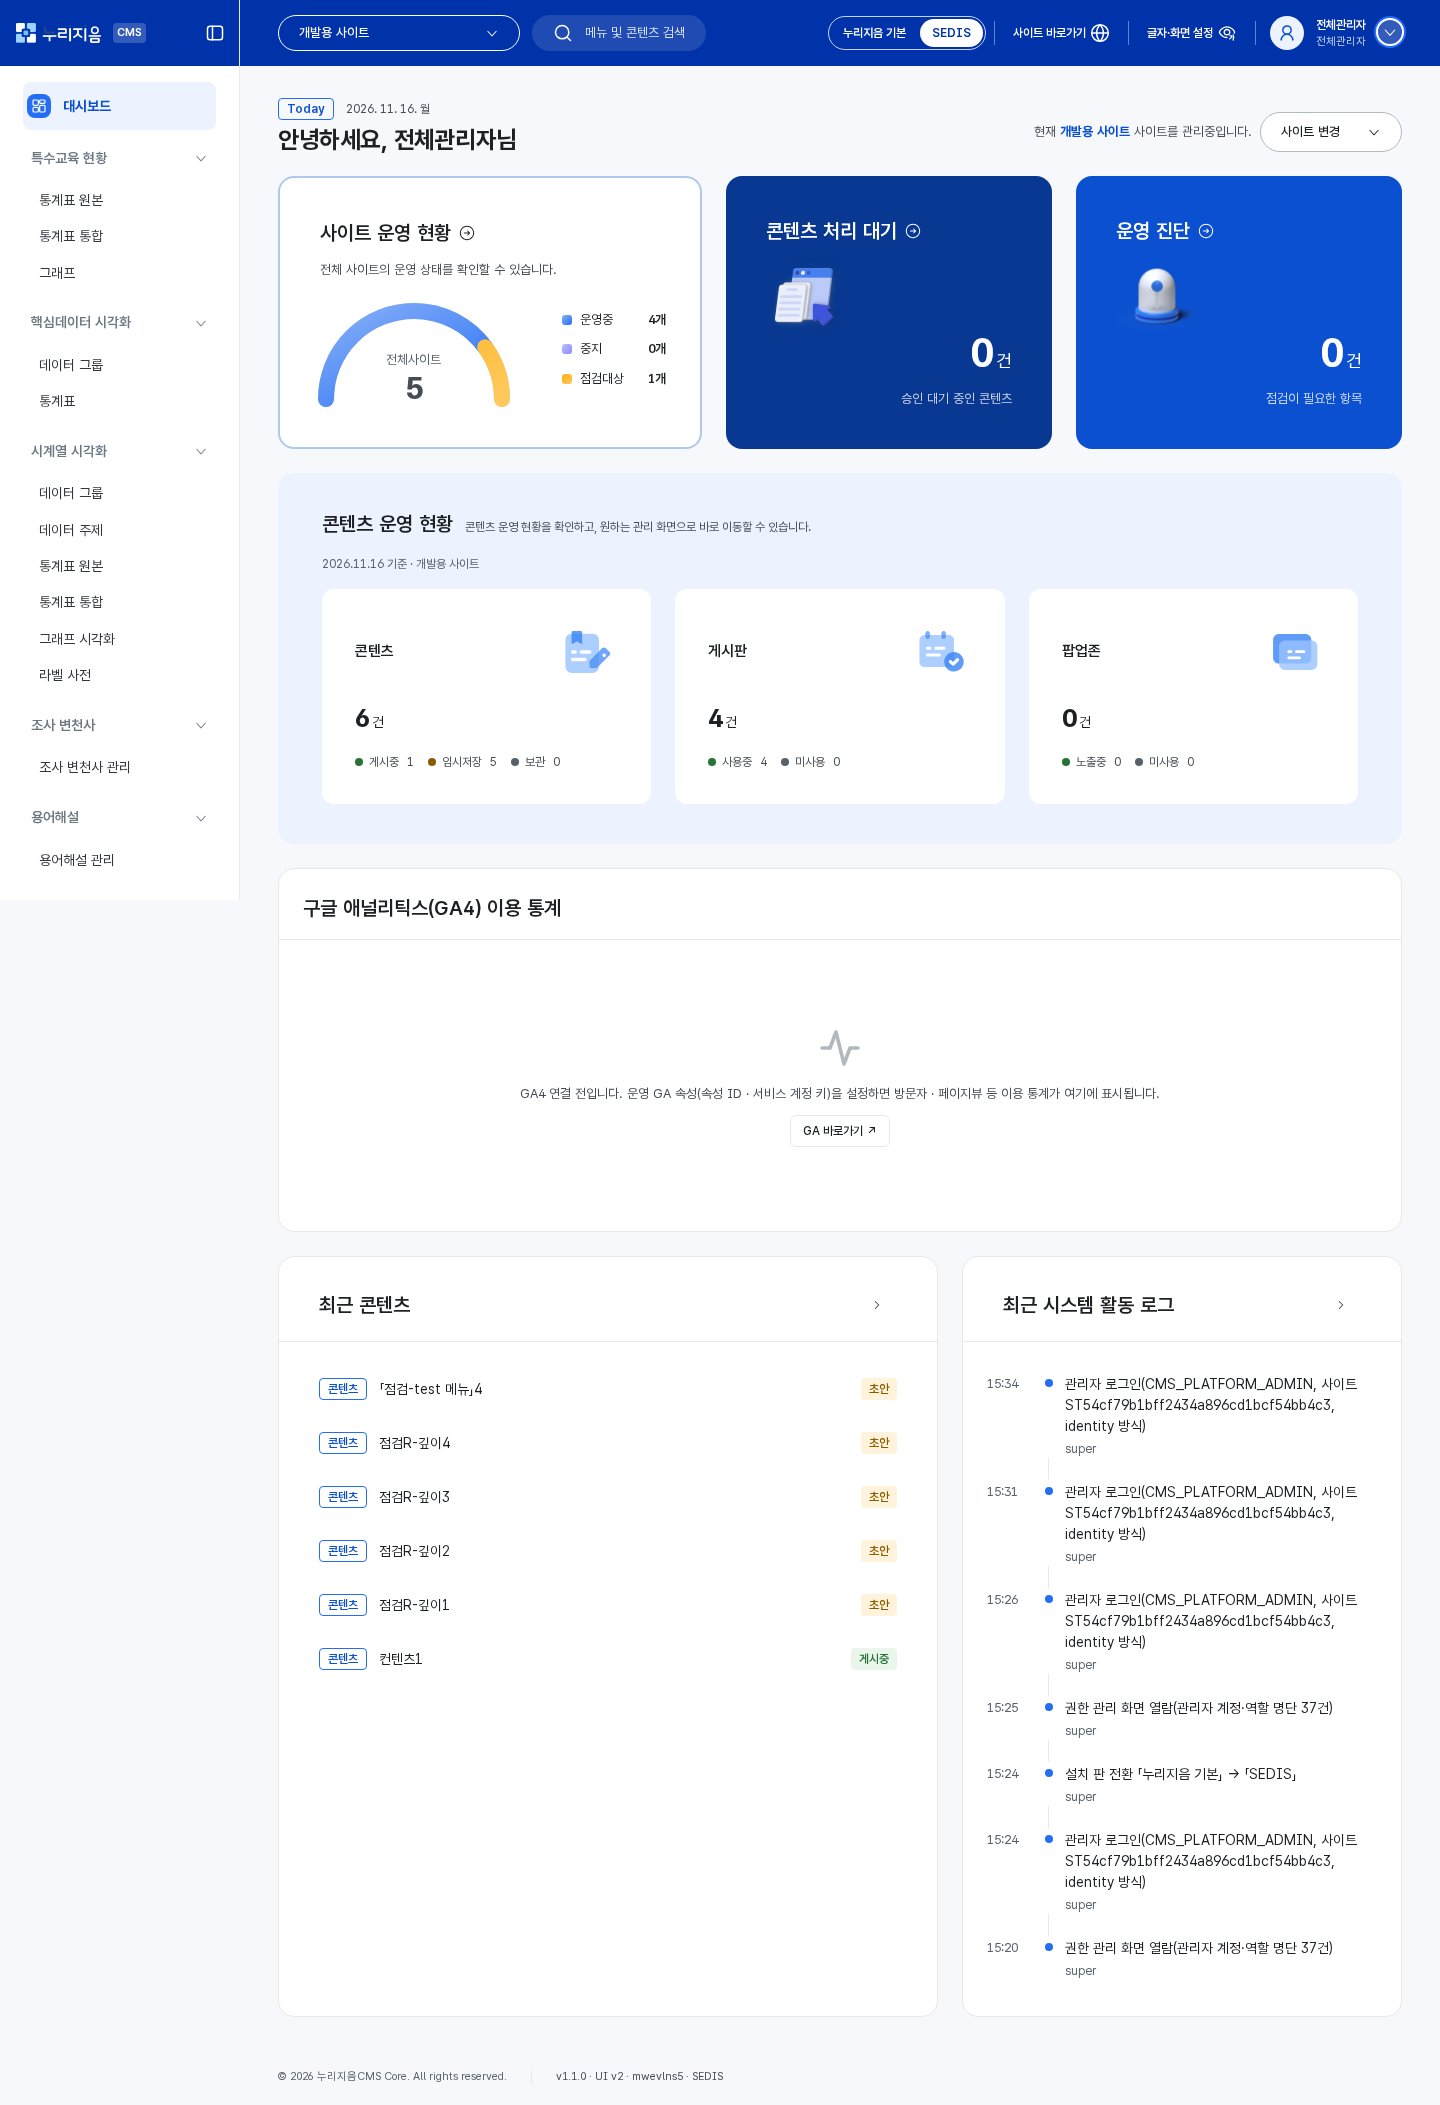 누리지음 CMS
개발용 사이트
메뉴 및 콘텐츠 검색
누리지음 기본 SEDIS
사이트 바로가기
글자·화면 설정
전체관리자
전체관리자
대시보드
특수교육 현황
통계표 원본
통계표 통합
그래프
핵심데이터 시각화
데이터 그룹
통계표
시계열 시각화
데이터 그룹
데이터 주제
통계표 원본
통계표 통합
그래프 시각화
라벨 사전
조사 변천사
조사 변천사 관리
용어해설
용어해설 관리
Today 2026. 11. 16. 월
안녕하세요, 전체관리자님
현재 개발용 사이트 사이트를 관리중입니다.
사이트 변경
사이트 운영 현황
전체 사이트의 운영 상태를 확인할 수 있습니다.
전체사이트
5
운영중 4개
중지 0개
점검대상 1개
콘텐츠 처리 대기
0건
승인 대기 중인 콘텐츠
운영 진단
0건
점검이 필요한 항목
콘텐츠 운영 현황 콘텐츠 운영 현황을 확인하고, 원하는 관리 화면으로 바로 이동할 수 있습니다.
2026.11.16 기준 · 개발용 사이트
콘텐츠
6건
게시중 1 임시저장 5 보관 0
게시판
4건
사용중 4 미사용 0
팝업존
0건
노출중 0 미사용 0
구글 애널리틱스(GA4) 이용 통계
GA4 연결 전입니다. 운영 GA 속성(속성 ID · 서비스 계정 키)을 설정하면 방문자 · 페이지뷰 등 이용 통계가 여기에 표시됩니다.
GA 바로가기 ↗
최근 콘텐츠
콘텐츠 「점검-test 메뉴」4 초안
콘텐츠 점검R-깊이4 초안
콘텐츠 점검R-깊이3 초안
콘텐츠 점검R-깊이2 초안
콘텐츠 점검R-깊이1 초안
콘텐츠 컨텐츠1 게시중
최근 시스템 활동 로그
15:34 관리자 로그인(CMS_PLATFORM_ADMIN, 사이트
ST54cf79b1bff2434a896cd1bcf54bb4c3,
identity 방식)
super
15:31 관리자 로그인(CMS_PLATFORM_ADMIN, 사이트
ST54cf79b1bff2434a896cd1bcf54bb4c3,
identity 방식)
super
15:26 관리자 로그인(CMS_PLATFORM_ADMIN, 사이트
ST54cf79b1bff2434a896cd1bcf54bb4c3,
identity 방식)
super
15:25 권한 관리 화면 열람(관리자 계정·역할 명단 37건)
super
15:24 설치 판 전환 「누리지음 기본」 → 「SEDIS」
super
15:24 관리자 로그인(CMS_PLATFORM_ADMIN, 사이트
ST54cf79b1bff2434a896cd1bcf54bb4c3,
identity 방식)
super
15:20 권한 관리 화면 열람(관리자 계정·역할 명단 37건)
super
© 2026 누리지음CMS Core. All rights reserved.
v1.1.0 · UI v2 · mwevlns5 · SEDIS